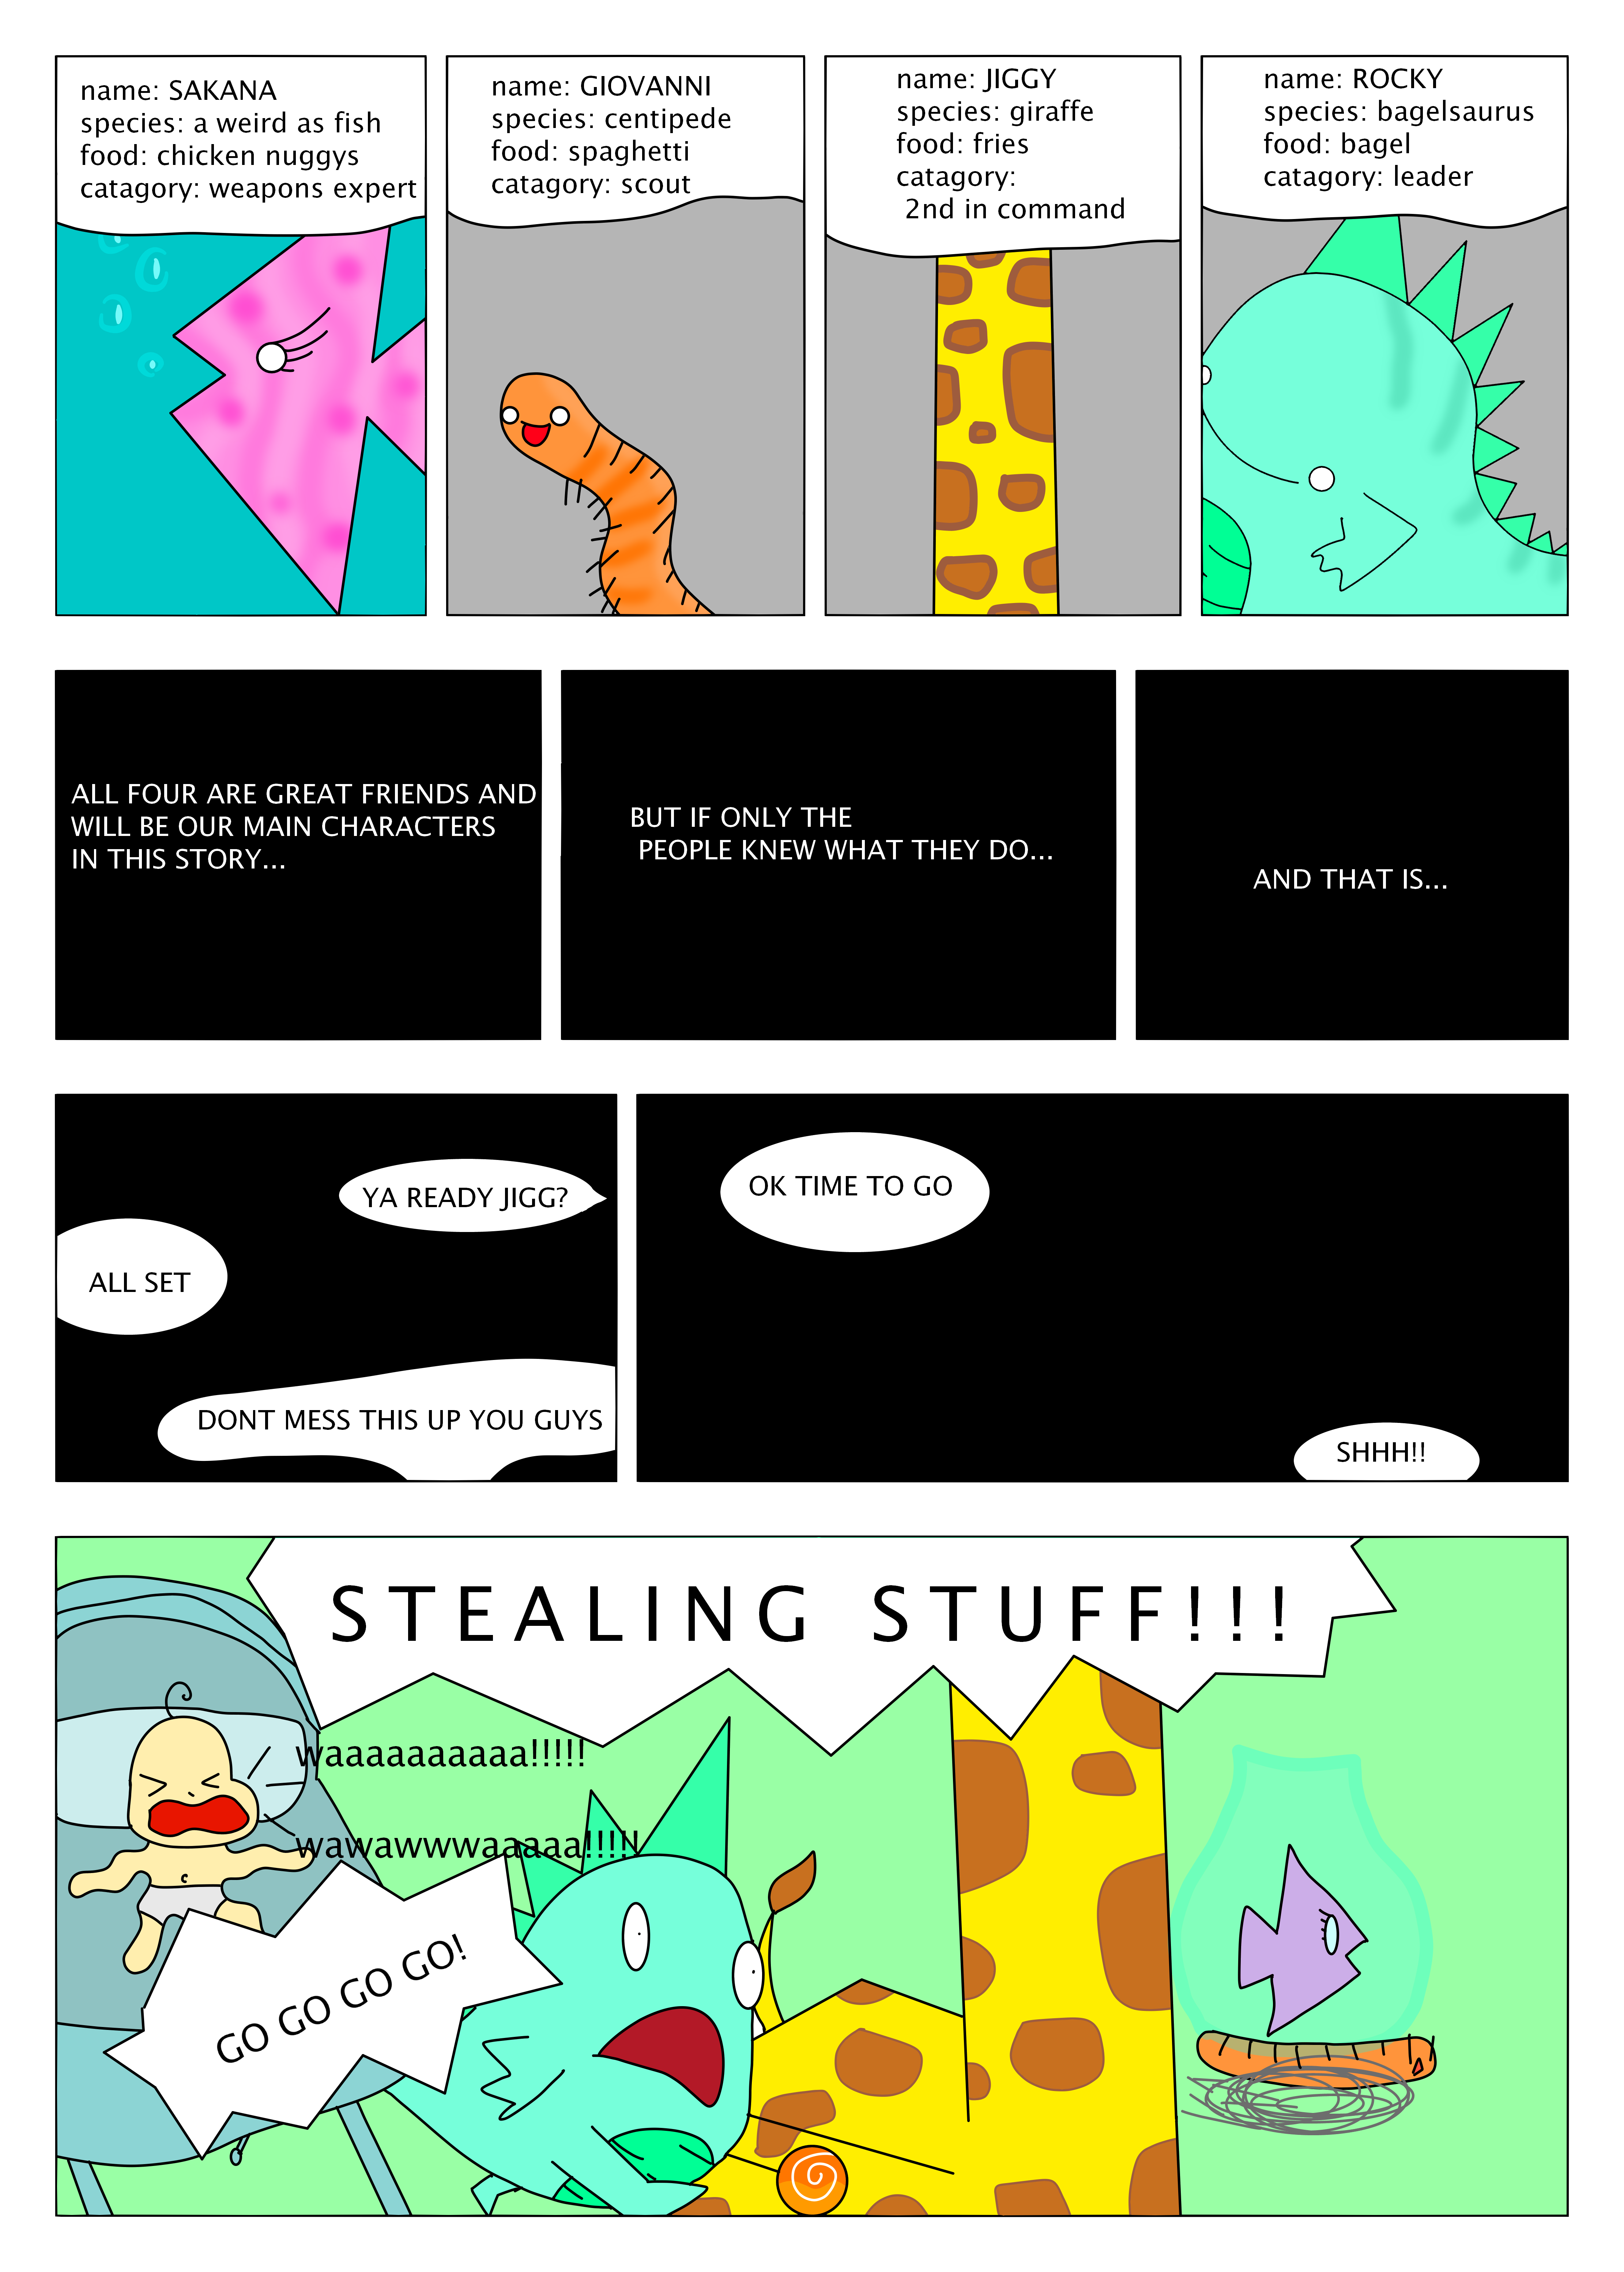 name: SAKANA
species: a weird as fish
food: chicken nuggys
catagory: weapons expert
name: GIOVANNI
species: centipede
food: spaghetti
catagory: scout
name: JIGGY
species: giraffe
food: fries
catagory:
2nd in command
name: ROCKY
species: bagelsaurus
food: bagel
catagory: leader
ALL FOUR ARE GREAT FRIENDS AND
WILL BE OUR MAIN CHARACTERS
IN THIS STORY...
BUT IF ONLY THE
PEOPLE KNEW WHAT THEY DO...
AND THAT IS...
YA READY JIGG?
ALL SET
DONT MESS THIS UP YOU GUYS
OK TIME TO GO
SHHH!!
STEALING STUFF!!!
waaaaaaaaaa!!!!!
wawawwwaaaaa!!!!!
GO GO GO GO!